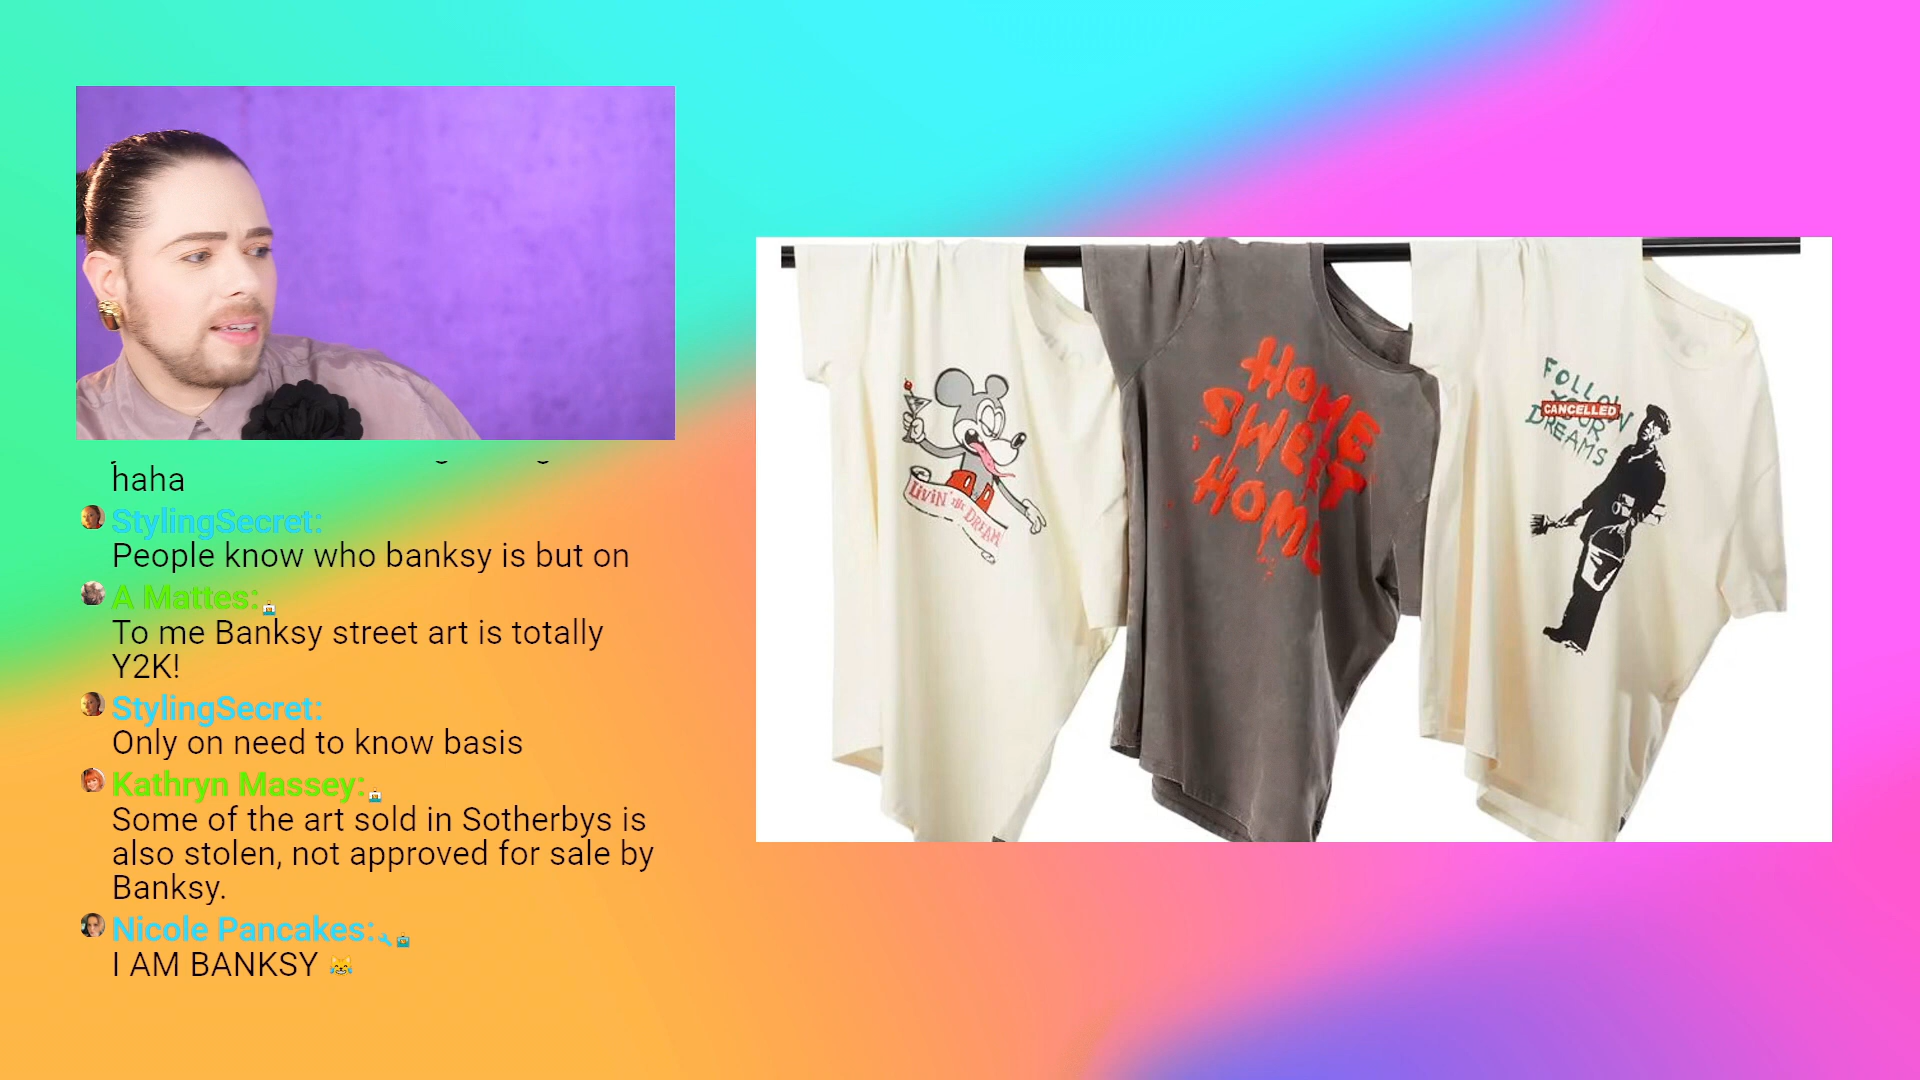 haha
StylingSecret:
People know who banksy is but on
A Mattes:
To me Banksy street art is totally
Y2K!
StylingSecret:
Only on need to know basis
Kathryn Massey:
Some of the art sold in Sotherbys is
also stolen, not approved for sale by
Banksy.
Nicole Pancakes:
I AM BANKSY 😹
LIVIN' THE DREAM
HOME
SWEET
HOME
FOLLOW
YOUR
CANCELLED
DREAMS